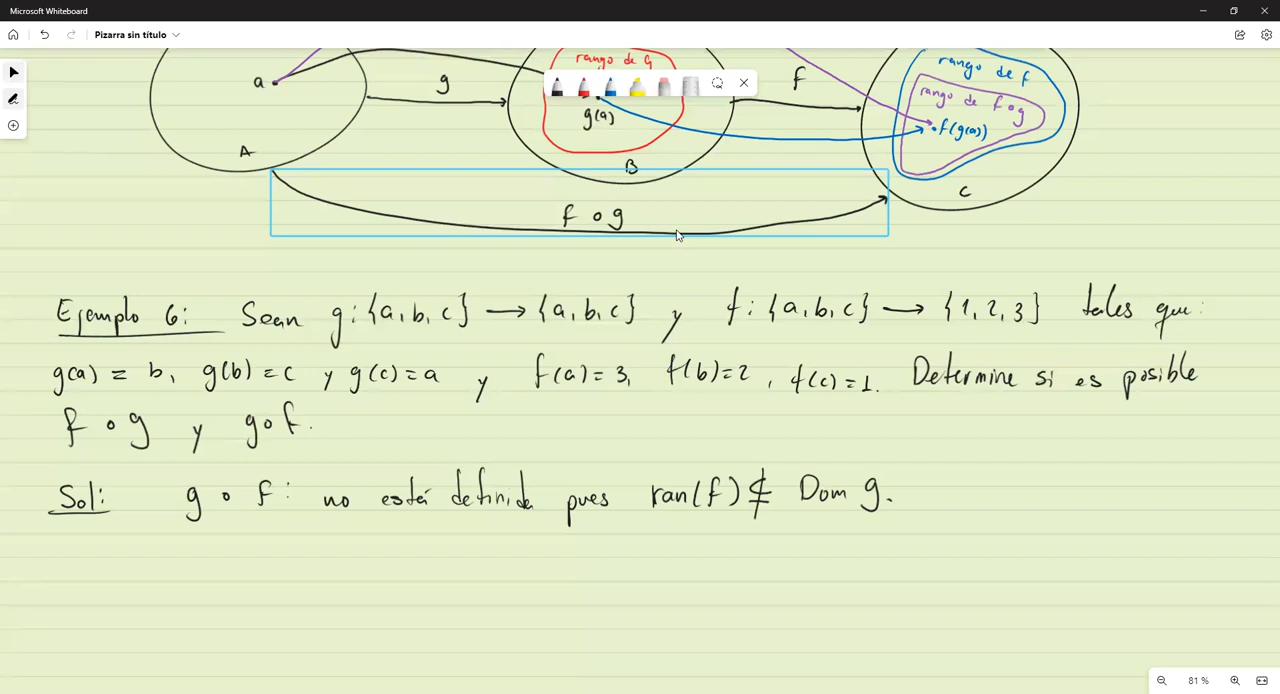 Microsoft Whiteboard
Pizarra sin título
rango de G
a
g
f
rango de f
rango de f o g
g(a)
f(g(a))
A
B
C
f o g
Ejemplo 6: Sean g: {a, b, c} → {a, b, c} y f: {a, b, c} → {1, 2, 3} tales que:
g(a) = b, g(b) = c y g(c) = a y f(a) = 3, f(b) = 2, f(c) = 1. Determine si es posible
f o g y g o f.
Sol: g o f: no está definida pues ran(f) ⊄ Dom g.
81 %